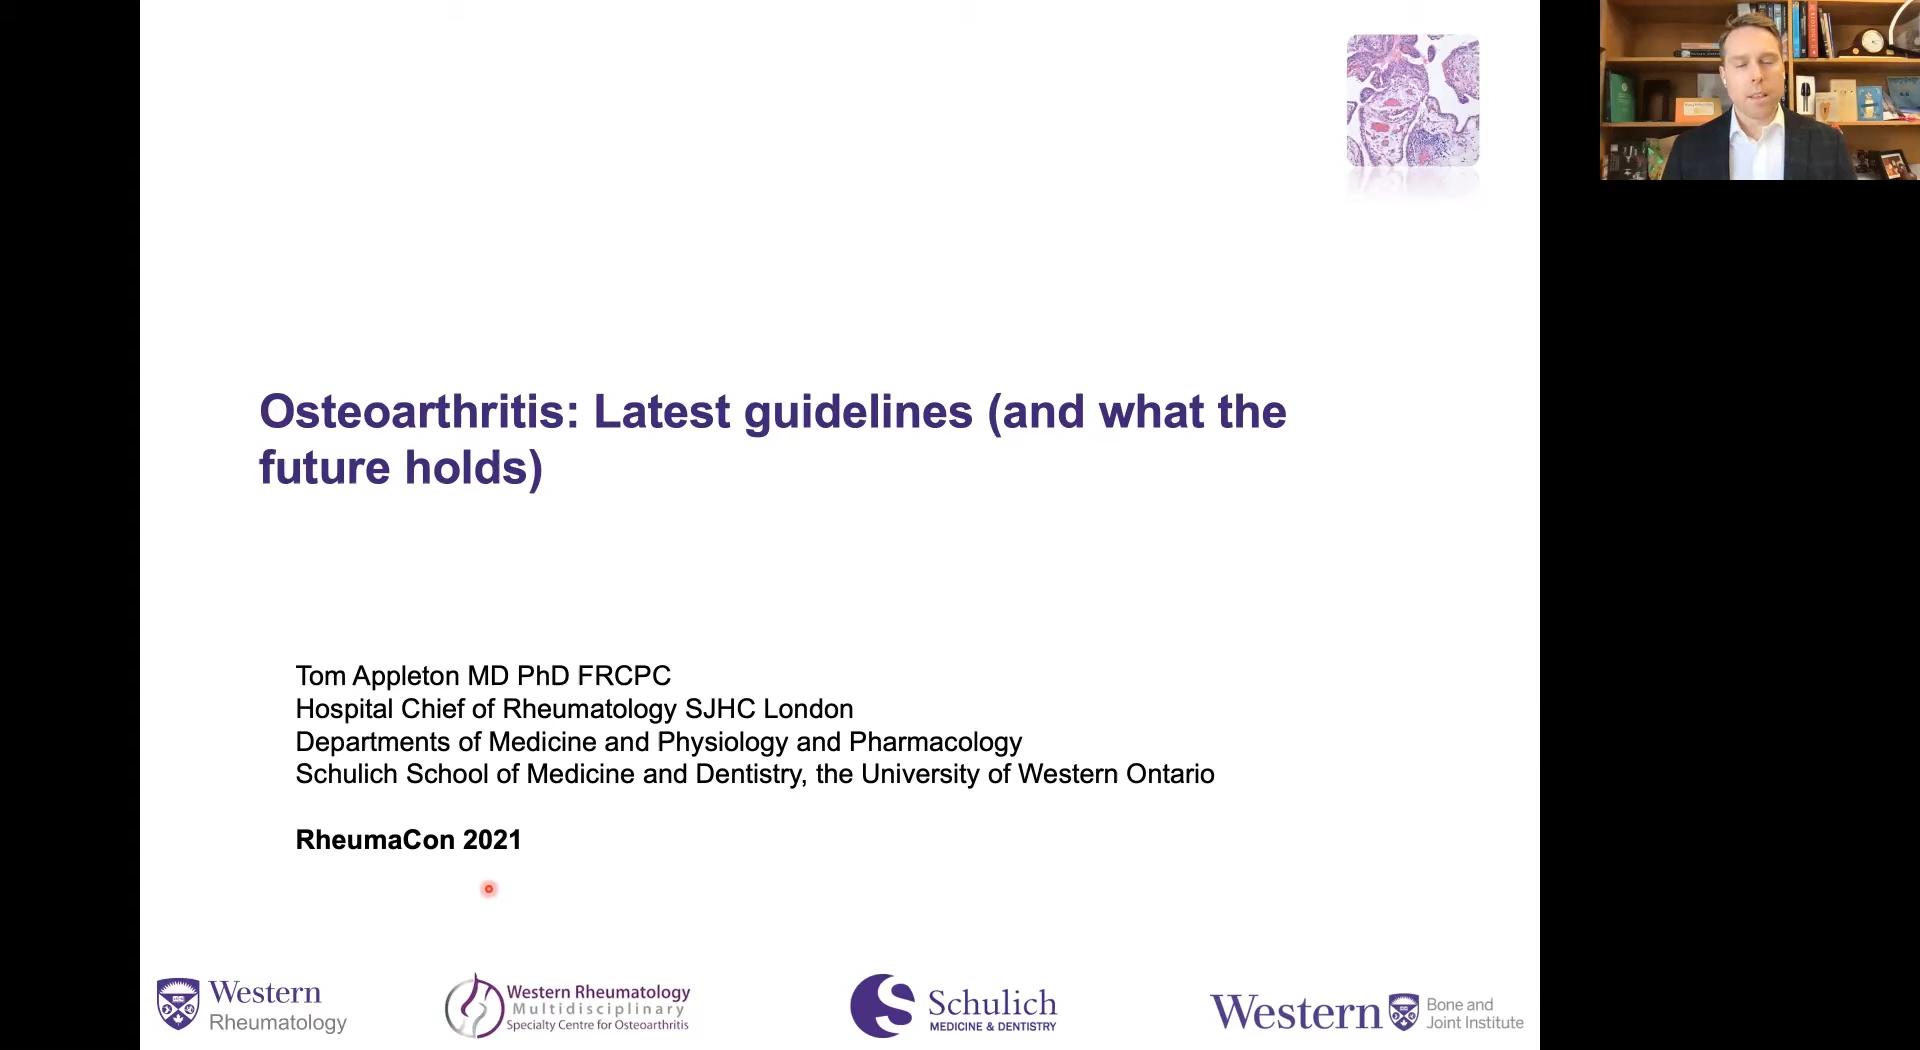 Osteoarthritis: Latest guidelines (and what the
future holds)
Tom Appleton MD PhD FRCPC
Hospital Chief of Rheumatology SJHC London
Departments of Medicine and Physiology and Pharmacology
Schulich School of Medicine and Dentistry, the University of Western Ontario
RheumaCon 2021
Western
Rheumatology
Western Rheumatology
Multidisciplinary
Specialty Centre for Osteoarthritis
Schulich
MEDICINE & DENTISTRY
Western
Bone and
Joint Institute